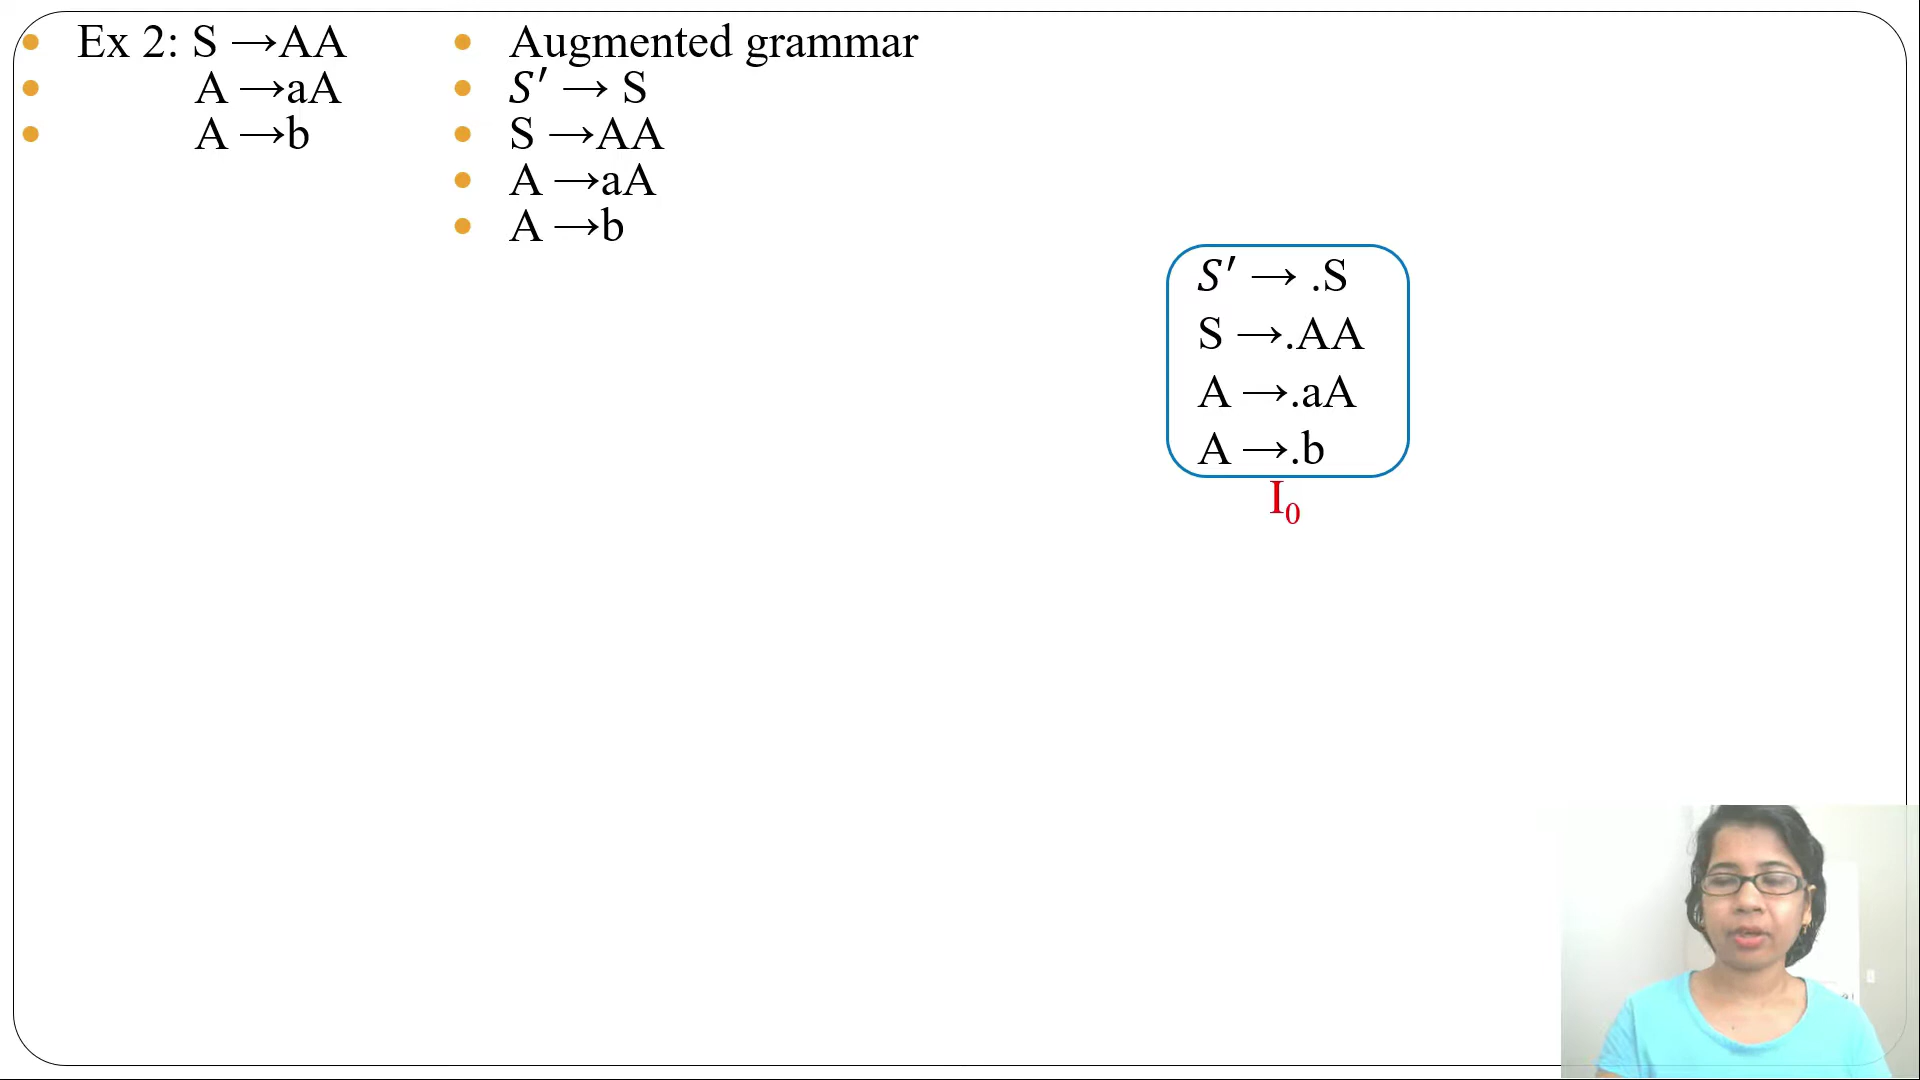 Ex 2: S →AA
A →aA
A →b
Augmented grammar
S′ → S
S →AA
A →aA
A →b
S′ → .S
S →.AA
A →.aA
A →.b
I₀